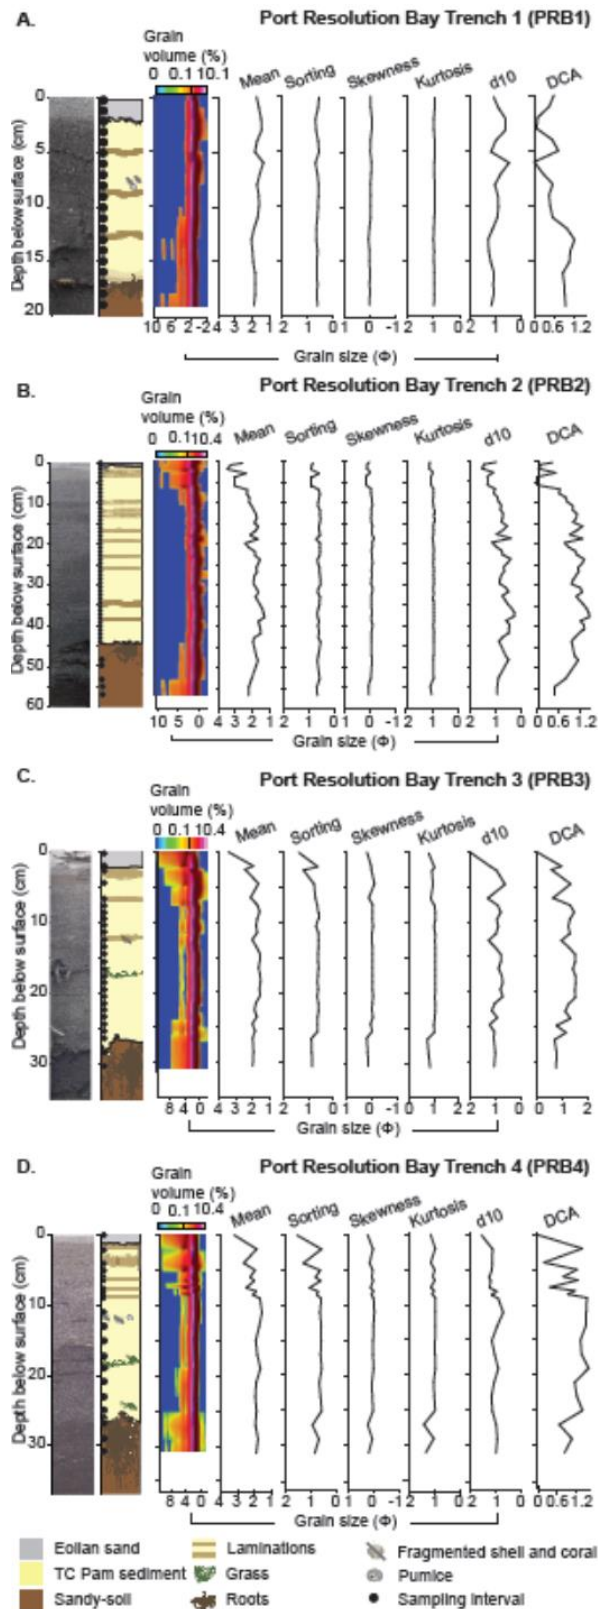 A. Port Resolution Bay Trench 1 (PRB1)
Grain
volume (%)
0 0.1 10.1
Mean Sorting Skewness Kurtosis d10 DCA
Depth below surface (cm)
0
5
10
15
20
10 6 2 -2 4 3 2 1 2 1 0 1 0 -1 2 1 0 2 1 0 0 0.6 1.2
Grain size (Φ)
B. Port Resolution Bay Trench 2 (PRB2)
Grain
volume (%)
0 0.1 10.4
Mean Sorting Skewness Kurtosis d10 DCA
Depth below surface (cm)
0
10
20
30
40
50
60
10 5 0 4 3 2 1 2 1 0 1 0 -1 2 1 0 2 1 0 0 0.6 1.2
Grain size (Φ)
C. Port Resolution Bay Trench 3 (PRB3)
Grain
volume (%)
0 0.1 10.4
Mean Sorting Skewness Kurtosis d10 DCA
Depth below surface (cm)
0
10
20
30
8 4 0 4 3 2 1 2 1 0 1 0 -1 0 1 2 2 1 0 0 1 2
Grain size (Φ)
D. Port Resolution Bay Trench 4 (PRB4)
Grain
volume (%)
0 0.1 10.4
Mean Sorting Skewness Kurtosis d10 DCA
Depth below surface (cm)
0
10
20
30
8 4 0 4 3 2 1 2 1 0 1 0 -1 2 1 0 2 1 0 0 0.6 1.2
Grain size (Φ)
Eolian sand Laminations Fragmented shell and coral
TC Pam sediment Grass Pumice
Sandy-soil Roots Sampling Interval